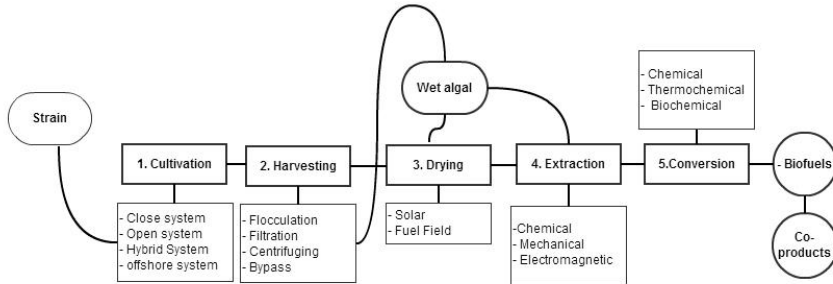 Strain
1. Cultivation
- Close system
- Open system
- Hybrid System
- offshore system
2. Harvesting
- Flocculation
- Filtration
- Centrifuging
- Bypass
Wet algal
3. Drying
- Solar
- Fuel Field
4. Extraction
-Chemical
- Mechanical
- Electromagnetic
- Chemical
- Thermochemical
- Biochemical
5.Conversion
- Biofuels
Co-
products